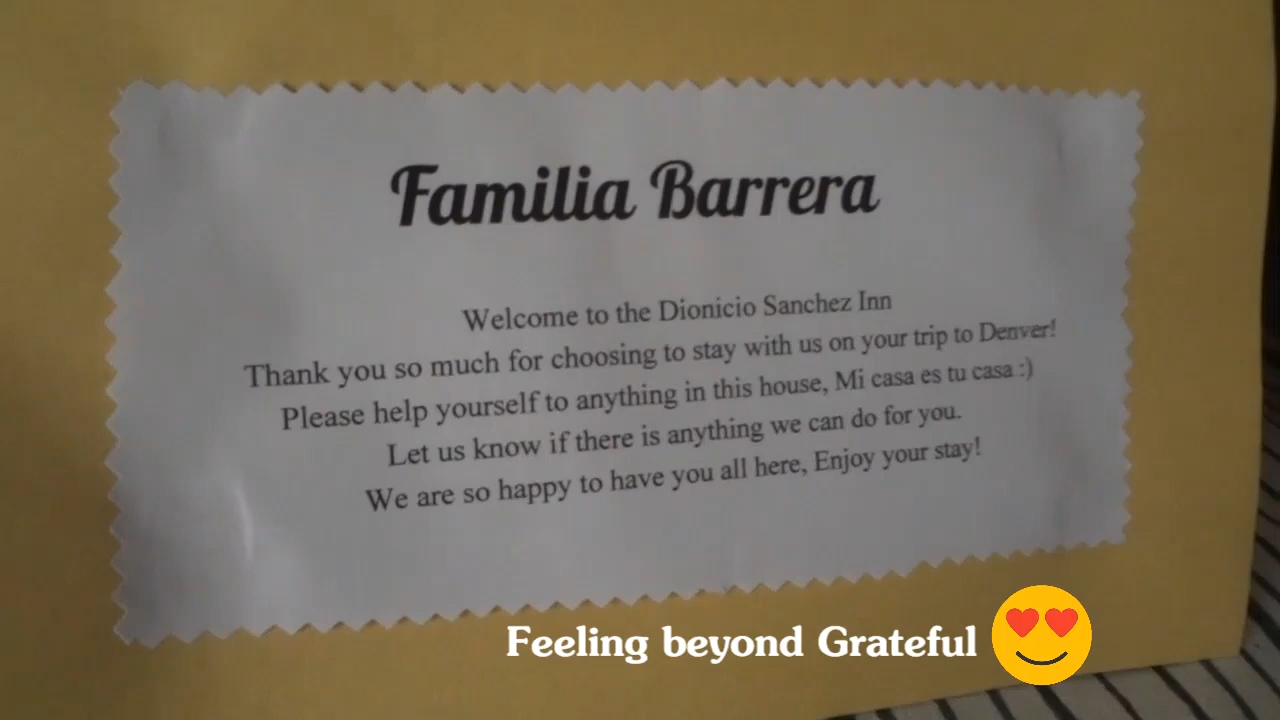 Familia Barrera
Welcome to the Dionicio Sanchez Inn
Thank you so much for choosing to stay with us on your trip to Denver!
Please help yourself to anything in this house, Mi casa es tu casa :)
Let us know if there is anything we can do for you.
We are so happy to have you all here, Enjoy your stay!
Feeling beyond Grateful 😍